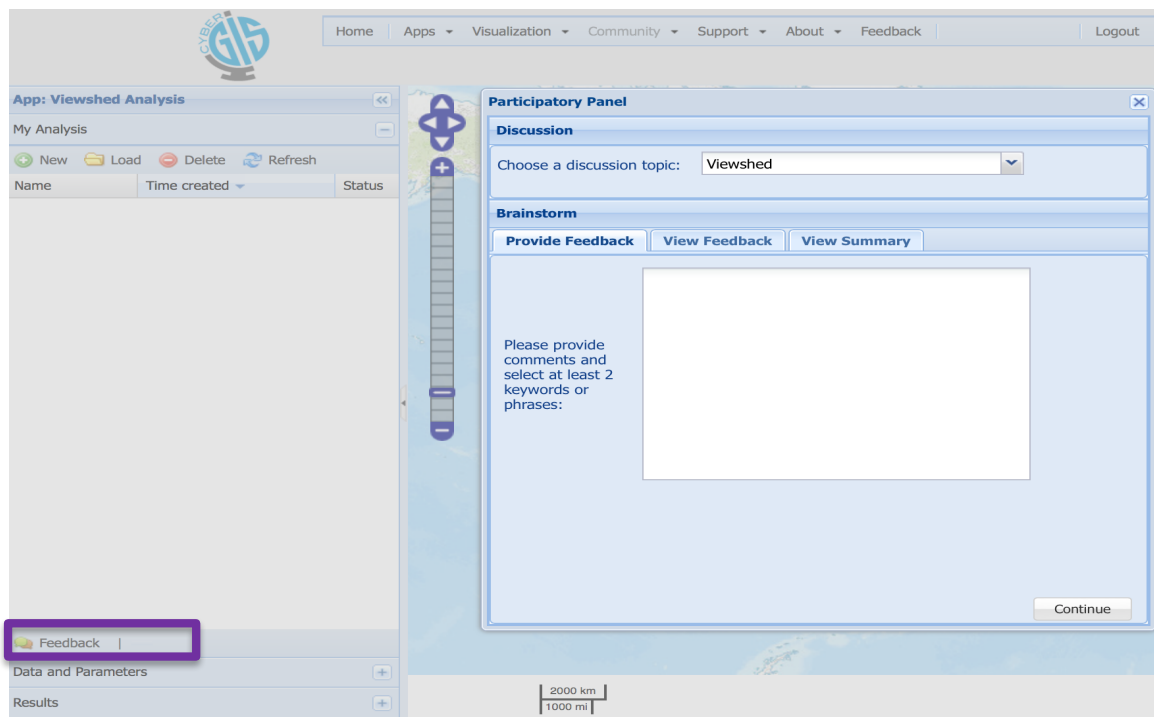 CYBER GIS
Home Apps Visualization Community Support About Feedback Logout
App: Viewshed Analysis
My Analysis
New Load Delete Refresh
Name Time created Status
Feedback |
Data and Parameters
Results
Participatory Panel
Discussion
Choose a discussion topic: Viewshed
Brainstorm
Provide Feedback View Feedback View Summary
Please provide
comments and
select at least 2
keywords or
phrases:
Continue
2000 km
1000 mi